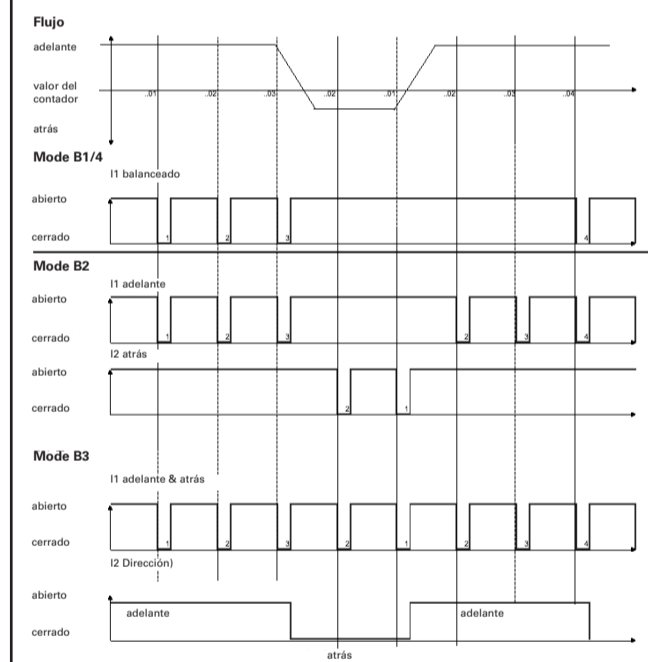 Flujo
adelante
valor del
contador
..01 ..02 ..03 ..02 ..01 ..02 ..03 ..04
atrás
Mode B1/4
I1 balanceado
abierto
cerrado
1 2 3 4
Mode B2
I1 adelante
abierto
cerrado
1 2 3 2 3 4
I2 atrás
abierto
cerrado
2 1
Mode B3
I1 adelante & atrás
abierto
cerrado
1 2 3 2 1 2 3 4
I2 Dirección)
abierto
adelante adelante
cerrado
atrás